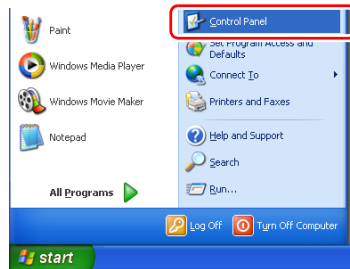 Paint
Windows Media Player
Windows Movie Maker
Notepad
All Programs
Control Panel
Set Program Access and
Defaults
Connect To
Printers and Faxes
Help and Support
Search
Run...
Log Off
Turn Off Computer
start